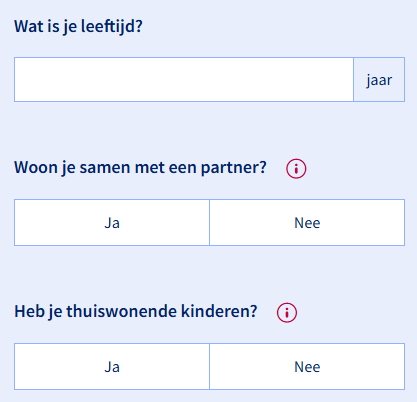 Wat is je leeftijd?
jaar
Woon je samen met een partner?
Ja Nee
Heb je thuiswonende kinderen?
Ja Nee